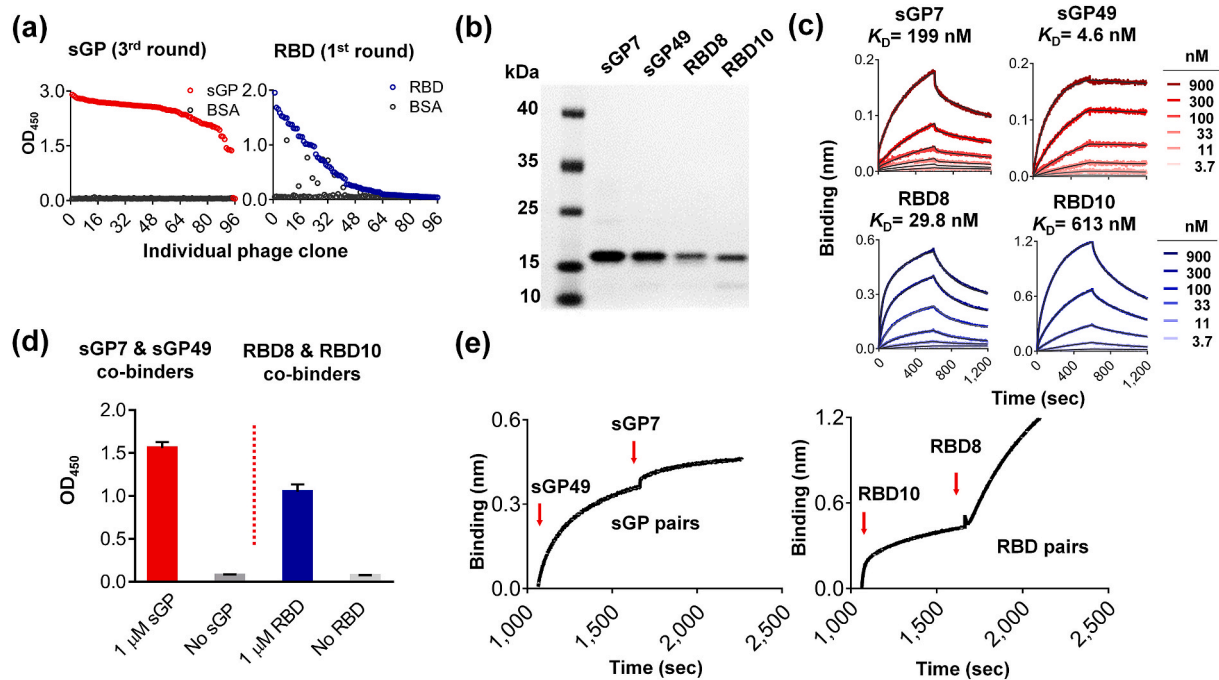 (a)
sGP (3rd round)
RBD (1st round)
sGP
BSA
RBD
BSA
OD450
3.0
1.5
0.0
2.0
1.5
1.0
0.5
0.0
0 16 32 48 64 80 96
0 16 32 48 64 80 96
Individual phage clone
(b)
kDa
sGP7 sGP49 RBD8 RBD10
40
35
25
15
10
(c)
sGP7
KD= 199 nM
sGP49
KD= 4.6 nM
nM
900
300
100
33
11
3.7
0.2
0.1
0.0
0.2
0.1
0.0
Binding (nm)
RBD8
KD= 29.8 nM
RBD10
KD= 613 nM
nM
900
300
100
33
11
3.7
0.6
0.3
0.0
1.2
0.6
0.0
0 400 800 1,200
0 400 800 1,200
Time (sec)
(d)
sGP7 & sGP49
co-binders
RBD8 & RBD10
co-binders
OD450
2.0
1.5
1.0
0.5
0.0
1 μM sGP
No sGP
1 μM RBD
No RBD
(e)
Binding (nm)
0.6
0.3
0.0
sGP49
sGP7
sGP pairs
1,000 1,500 2,000 2,500
Time (sec)
Binding (nm)
1.2
0.6
0.0
RBD10
RBD8
RBD pairs
1,000 1,500 2,000 2,500
Time (sec)